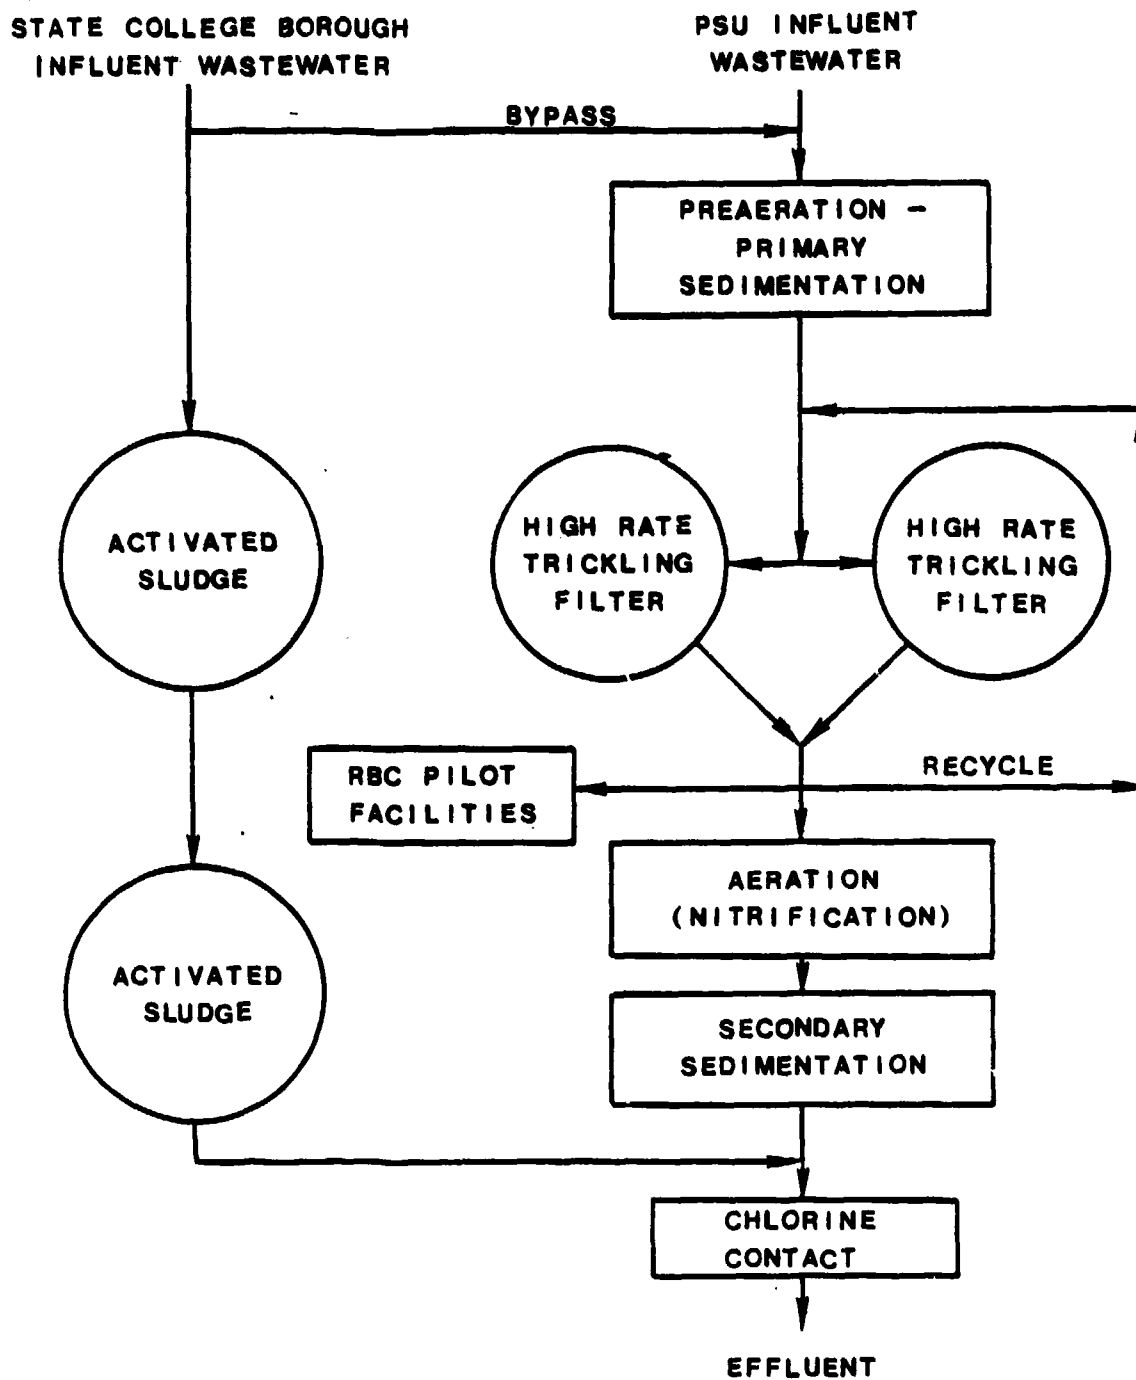 STATE COLLEGE BOROUGH
INFLUENT WASTEWATER
PSU INFLUENT
WASTEWATER
BYPASS
PREAERATION -
PRIMARY
SEDIMENTATION
HIGH RATE
TRICKLING
FILTER
HIGH RATE
TRICKLING
FILTER
ACTIVATED
SLUDGE
RBC PILOT
FACILITIES
RECYCLE
AERATION
(NITRIFICATION)
ACTIVATED
SLUDGE
SECONDARY
SEDIMENTATION
CHLORINE
CONTACT
EFFLUENT